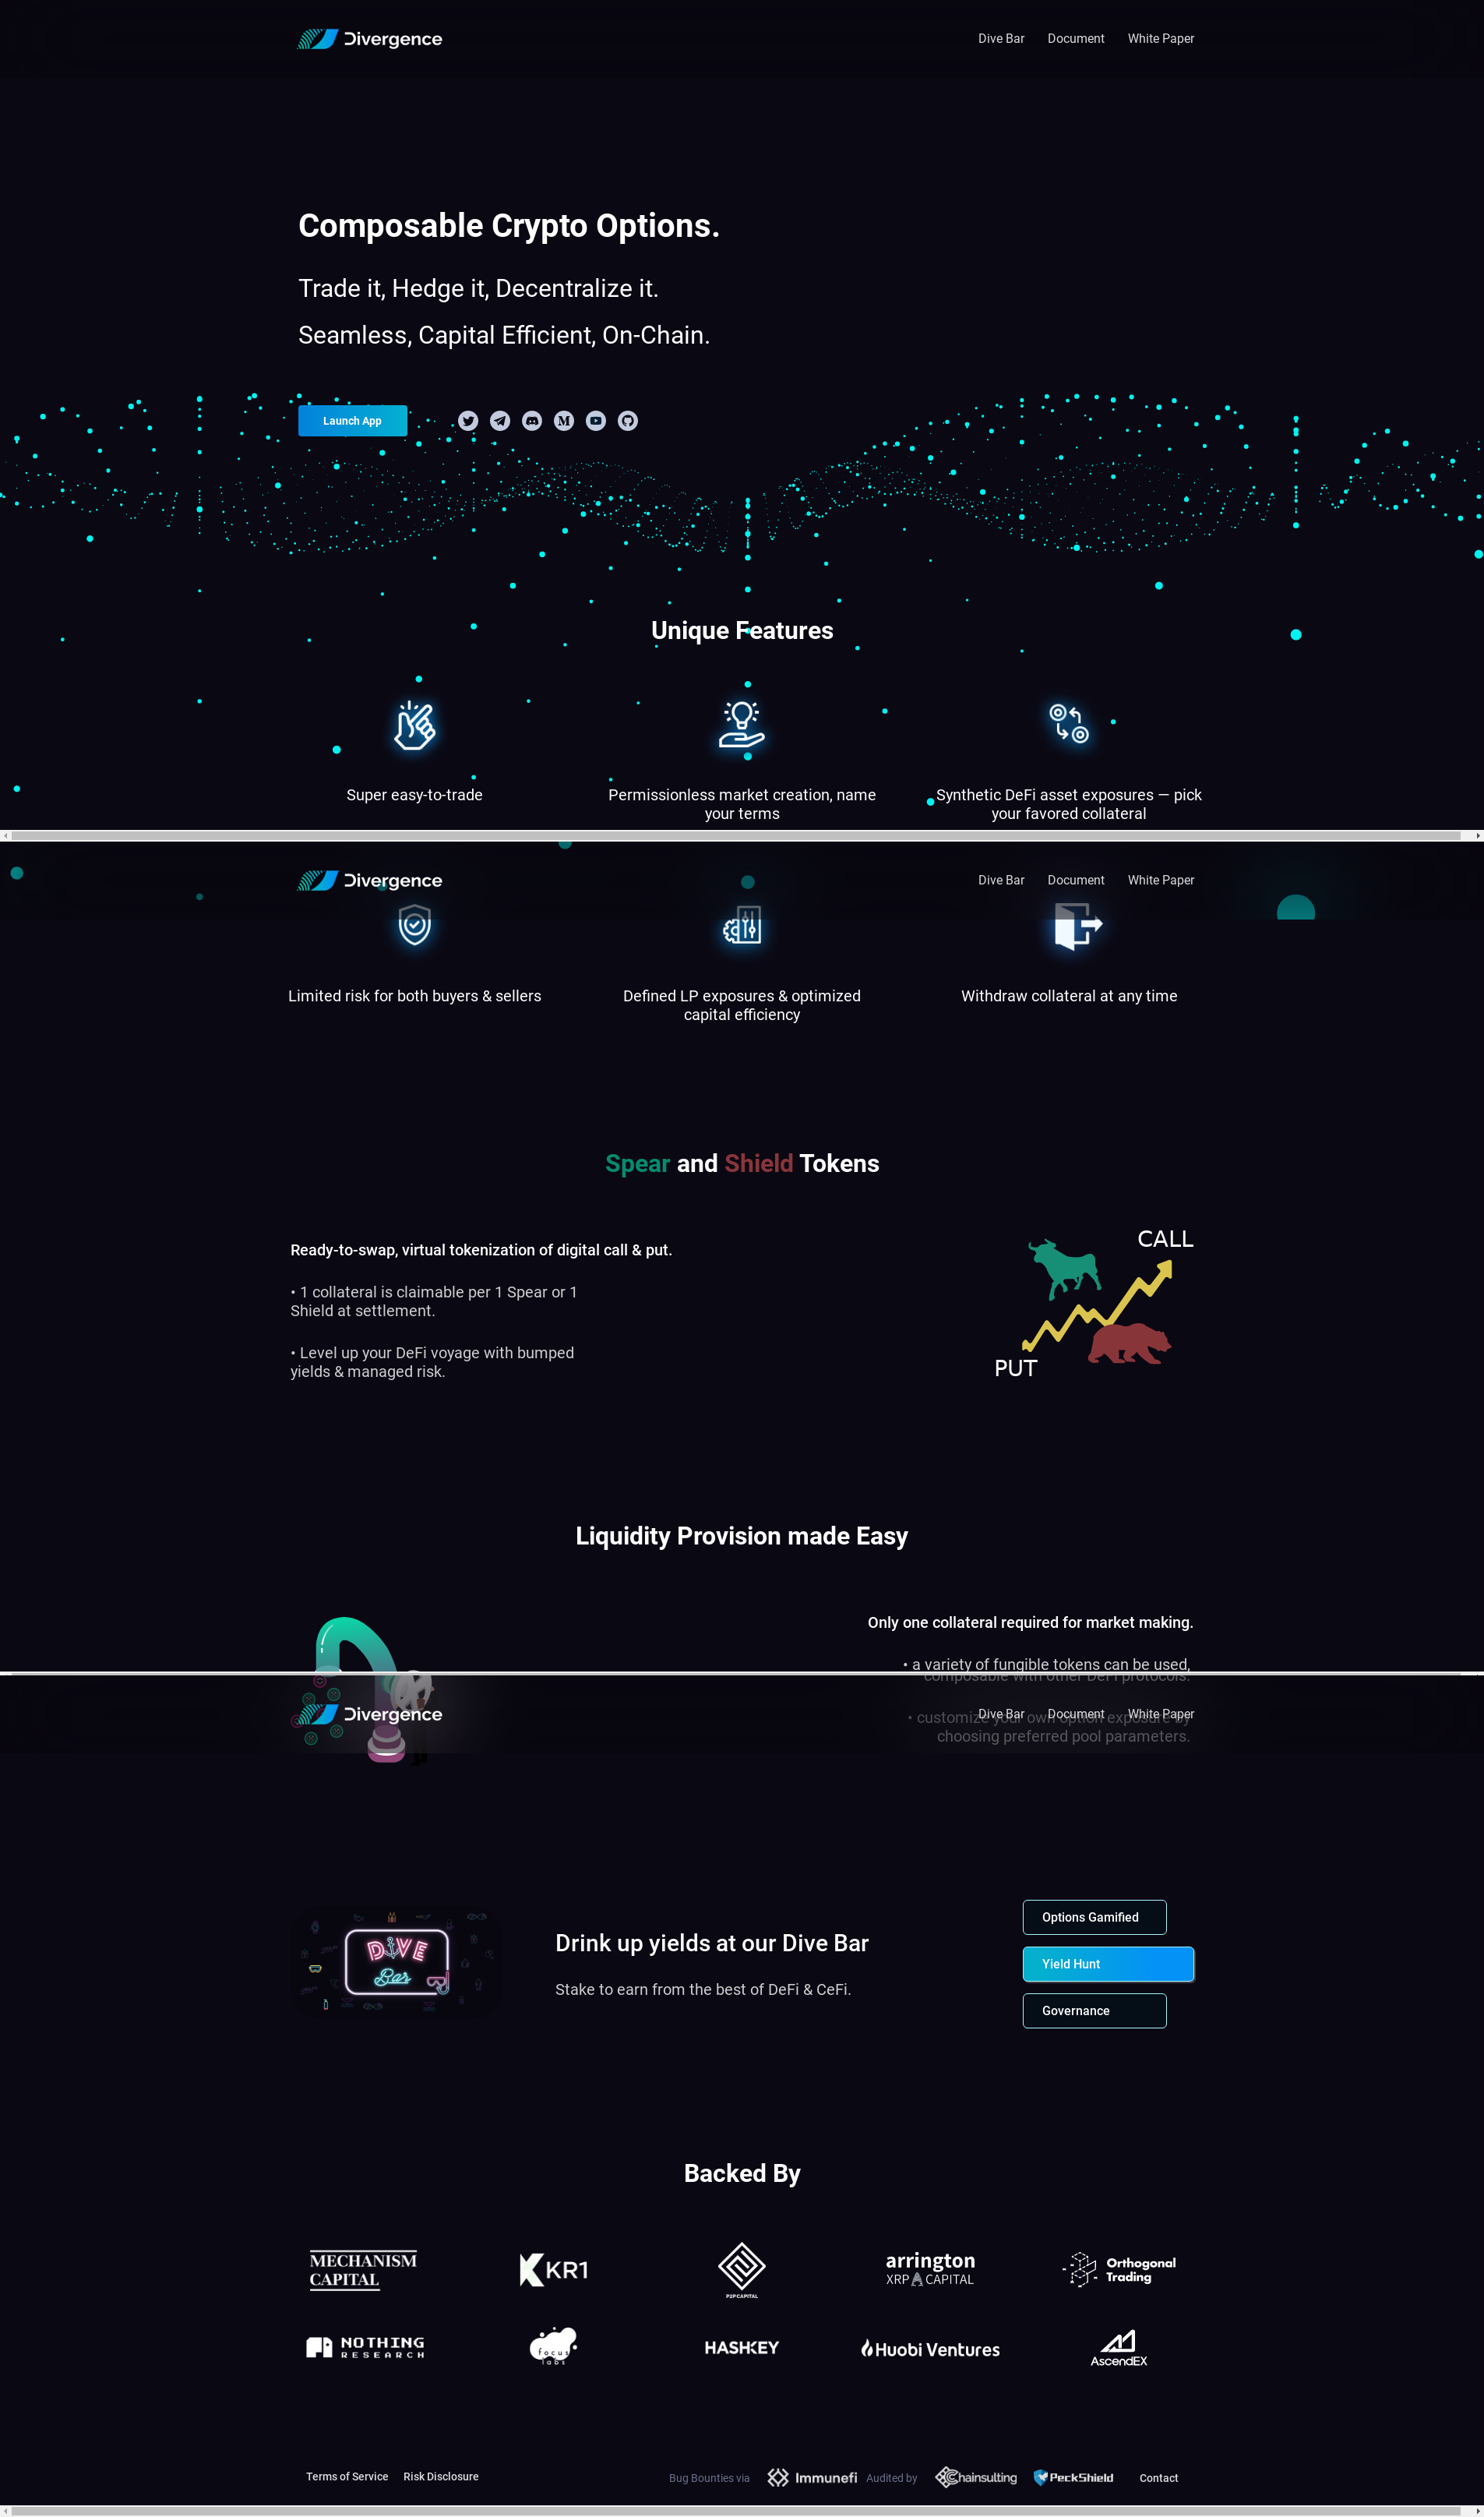 Divergence
Dive Bar
Document
White Paper
Composable Crypto Options.
Trade it, Hedge it, Decentralize it.
Seamless, Capital Efficient, On-Chain.
Launch App
Unique Features
Super easy-to-trade
Permissionless market creation, name
your terms
Synthetic DeFi asset exposures — pick
your favored collateral
Divergence
Dive Bar
Document
White Paper
Limited risk for both buyers & sellers
Defined LP exposures & optimized
capital efficiency
Withdraw collateral at any time
Spear and Shield Tokens
Ready-to-swap, virtual tokenization of digital call & put.
• 1 collateral is claimable per 1 Spear or 1
Shield at settlement.
• Level up your DeFi voyage with bumped
yields & managed risk.
CALL
PUT
Liquidity Provision made Easy
Only one collateral required for market making.
• a variety of fungible tokens can be used,
composable with other DeFi protocols.
Divergence
Dive Bar
Document
White Paper
• customize your own option exposure by
choosing preferred pool parameters.
DIVE
Bar
Drink up yields at our Dive Bar
Stake to earn from the best of DeFi & CeFi.
Options Gamified
Yield Hunt
Governance
Backed By
MECHANISM
CAPITAL
KR1
P2P CAPITAL
arrington
XRP CAPITAL
Orthogonal
Trading
NOTHING
RESEARCH
focus
labs
HASHKEY
Huobi Ventures
AscendEX
Terms of Service
Risk Disclosure
Bug Bounties via
Immunefi
Audited by
Chainsulting
PeckShield
Contact